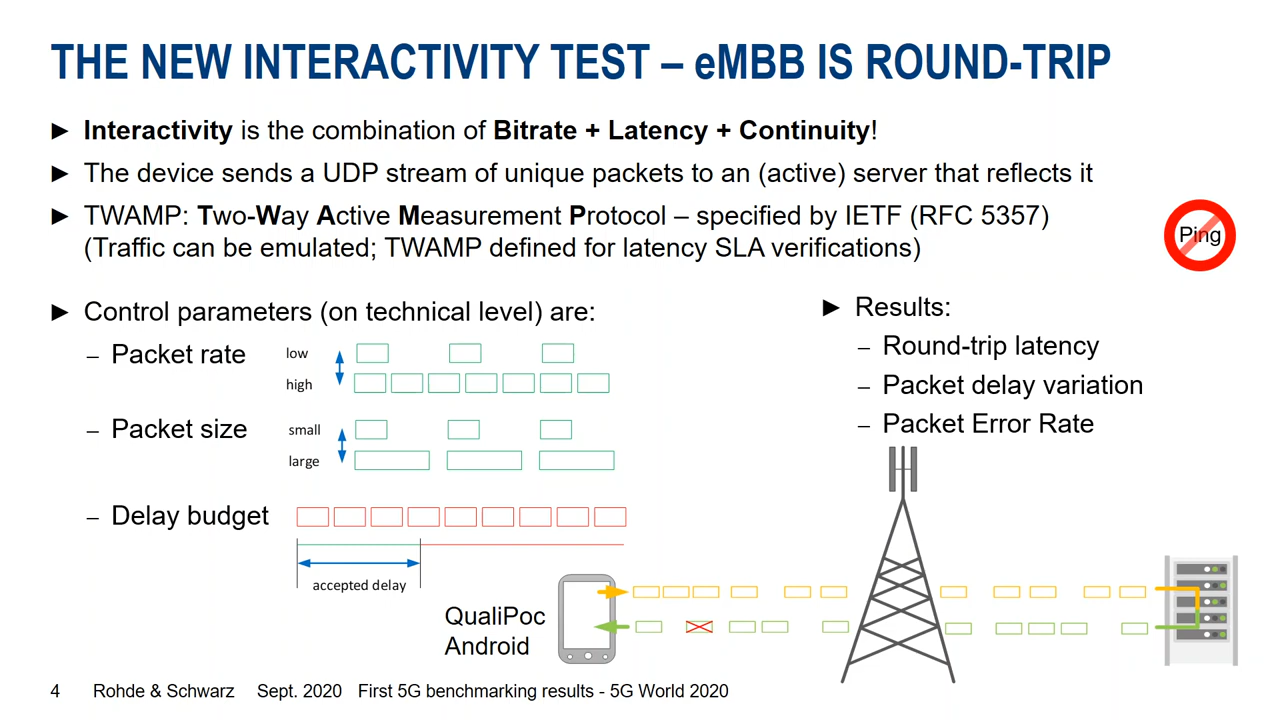 THE NEW INTERACTIVITY TEST – eMBB IS ROUND-TRIP
► Interactivity is the combination of Bitrate + Latency + Continuity!
► The device sends a UDP stream of unique packets to an (active) server that reflects it
► TWAMP: Two-Way Active Measurement Protocol – specified by IETF (RFC 5357)
(Traffic can be emulated; TWAMP defined for latency SLA verifications)
Ping
► Control parameters (on technical level) are:
– Packet rate
low
high
– Packet size
small
large
– Delay budget
accepted delay
► Results:
– Round-trip latency
– Packet delay variation
– Packet Error Rate
QualiPoc
Android
4 Rohde & Schwarz Sept. 2020 First 5G benchmarking results - 5G World 2020